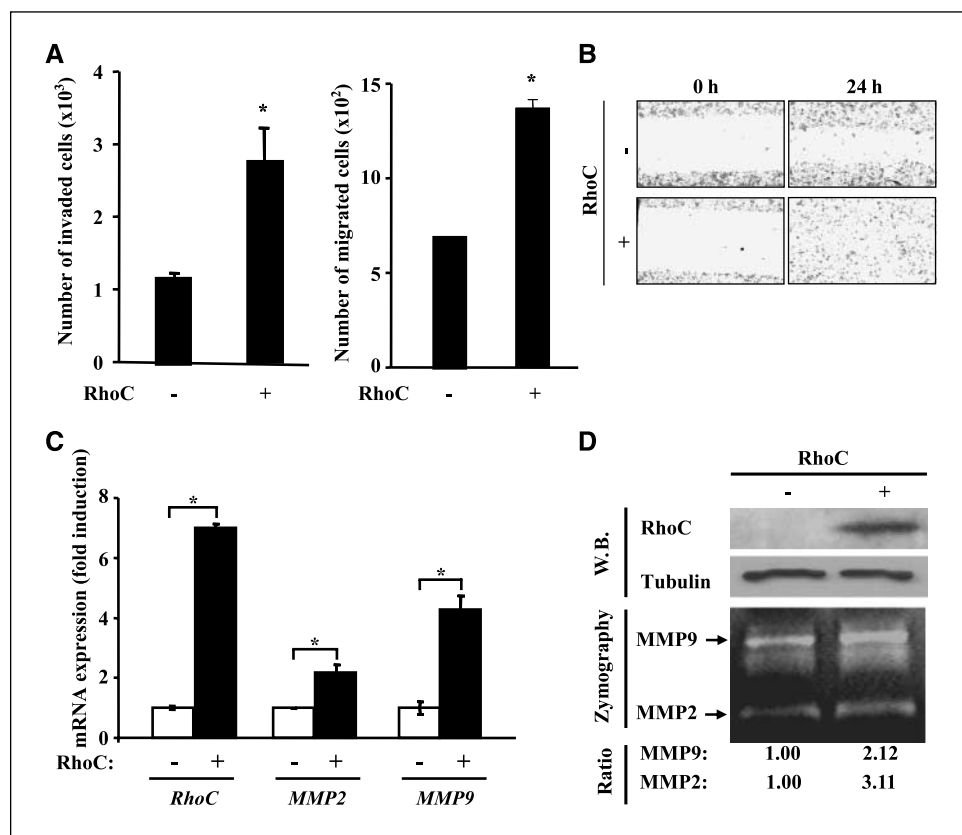 A
Number of invaded cells (x10³)
4
3
2
1
0
*
RhoC - +
Number of migrated cells (x10²)
15
10
5
0
*
RhoC - +
B
0 h 24 h
RhoC
-
+
C
mRNA expression (fold induction)
8
6
4
2
0
*
*
*
RhoC: - + - + - +
RhoC MMP2 MMP9
D
RhoC
- +
W.B.
RhoC
Tubulin
Zymography
MMP9
MMP2
Ratio
MMP9: 1.00 2.12
MMP2: 1.00 3.11